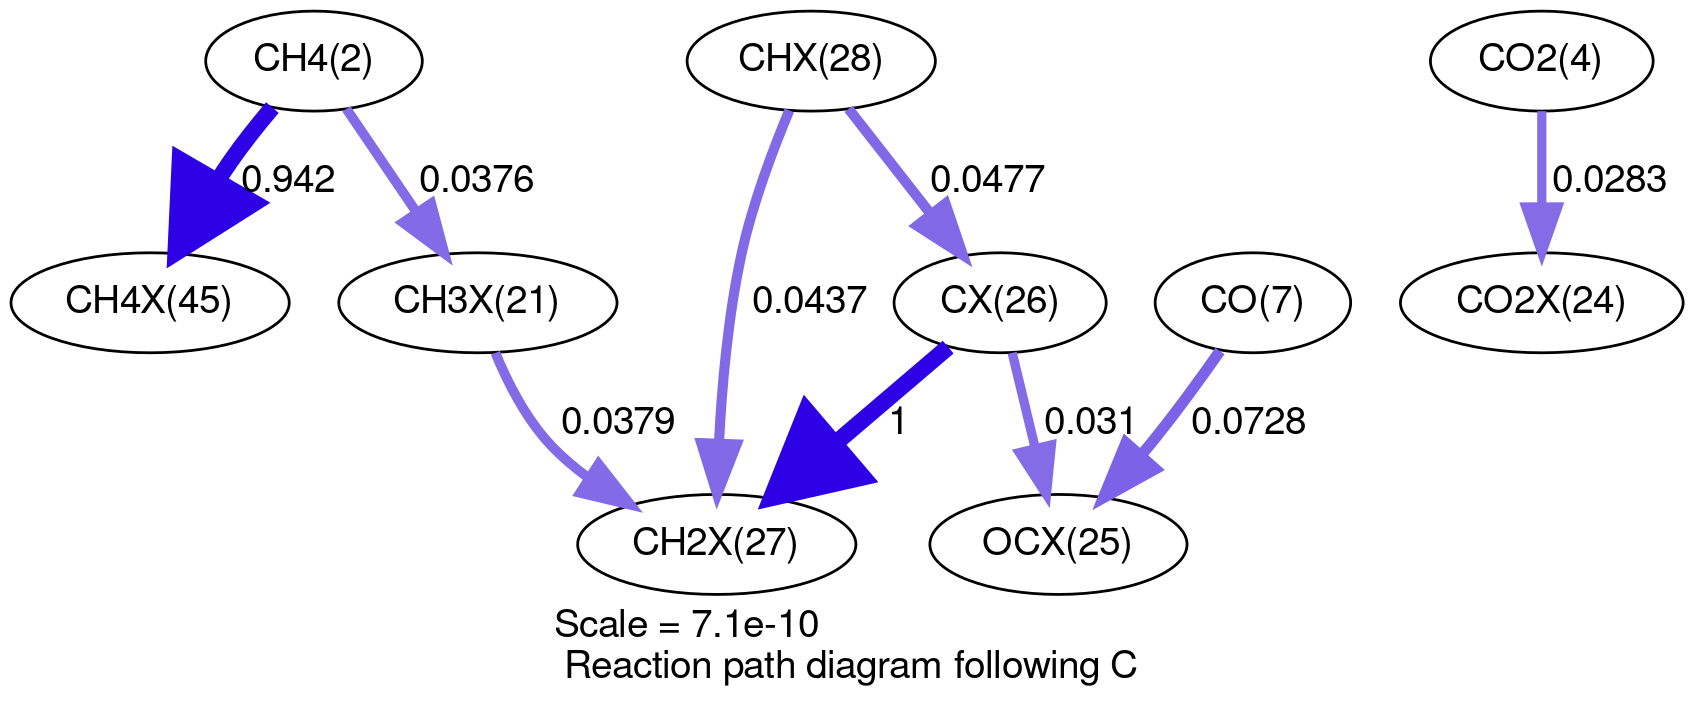 CH4(2)
CHX(28)
CO2(4)
0.942
0.0376
0.0477
0.0283
CH4X(45)
CH3X(21)
0.0437
CX(26)
CO(7)
CO2X(24)
0.0379
1
0.031
0.0728
CH2X(27)
OCX(25)
Scale = 7.1e-10
Reaction path diagram following C